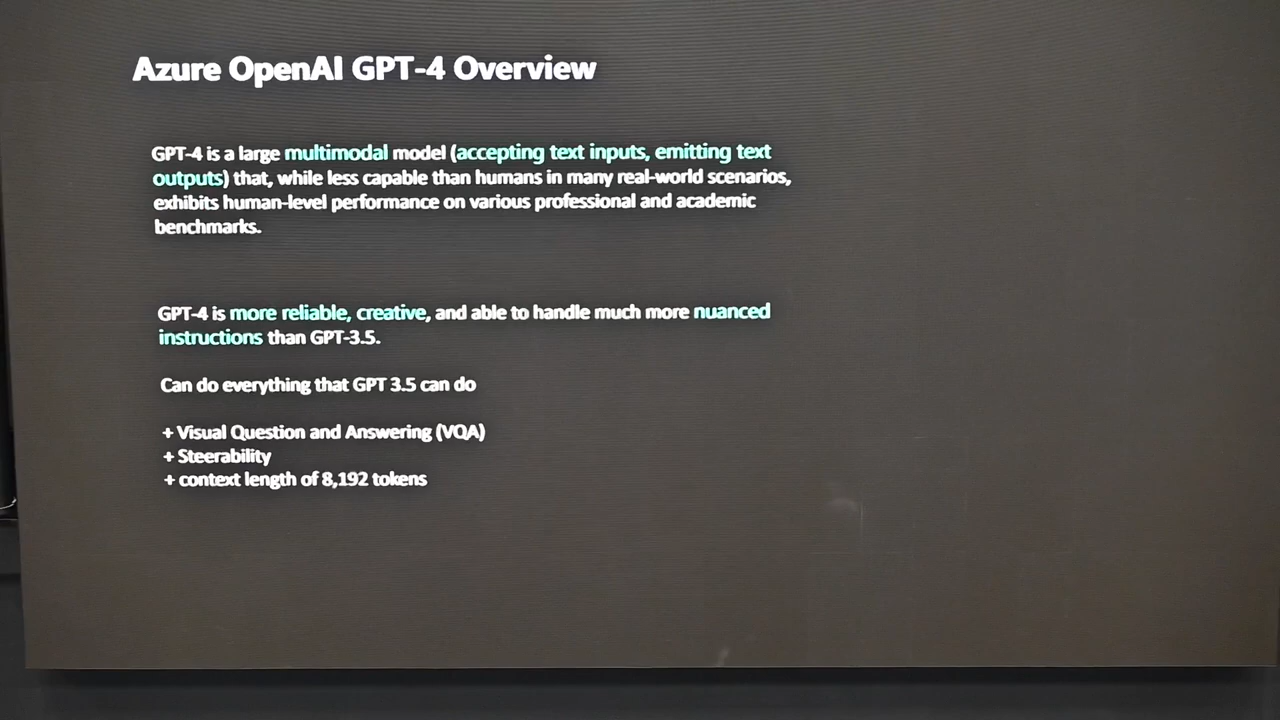 Azure OpenAI GPT-4 Overview
GPT-4 is a large multimodal model (accepting text inputs, emitting text
outputs) that, while less capable than humans in many real-world scenarios,
exhibits human-level performance on various professional and academic
benchmarks.
GPT-4 is more reliable, creative, and able to handle much more nuanced
instructions than GPT-3.5.
Can do everything that GPT 3.5 can do
+ Visual Question and Answering (VQA)
+ Steerability
+ context length of 8,192 tokens